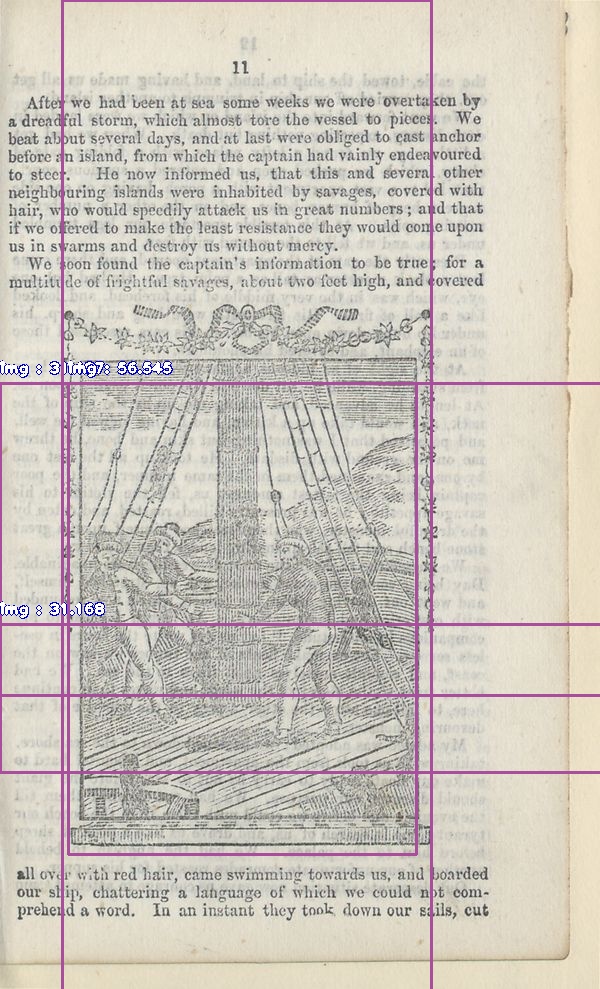 11
After we had been at sea some weeks we were overtaken by
a dreadful storm, which almost tore the vessel to pieces. We
beat about several days, and at last were obliged to cast anchor
before an island, from which the captain had vainly endeavoured
to steer. He now informed us, that this and several other
neighbouring islands were inhabited by savages, covered with
hair, who would speedily attack us in great numbers; and that
if we offered to make the least resistance they would come upon
us in swarms and destroy us without mercy.
We soon found the captain's information to be true; for a
multitude of frightful savages, about two feet high, and covered
img : 56.545
img : 31.168
all over with red hair, came swimming towards us, and boarded
our ship, chattering a language of which we could not com-
prehend a word. In an instant they took down our sails, cut